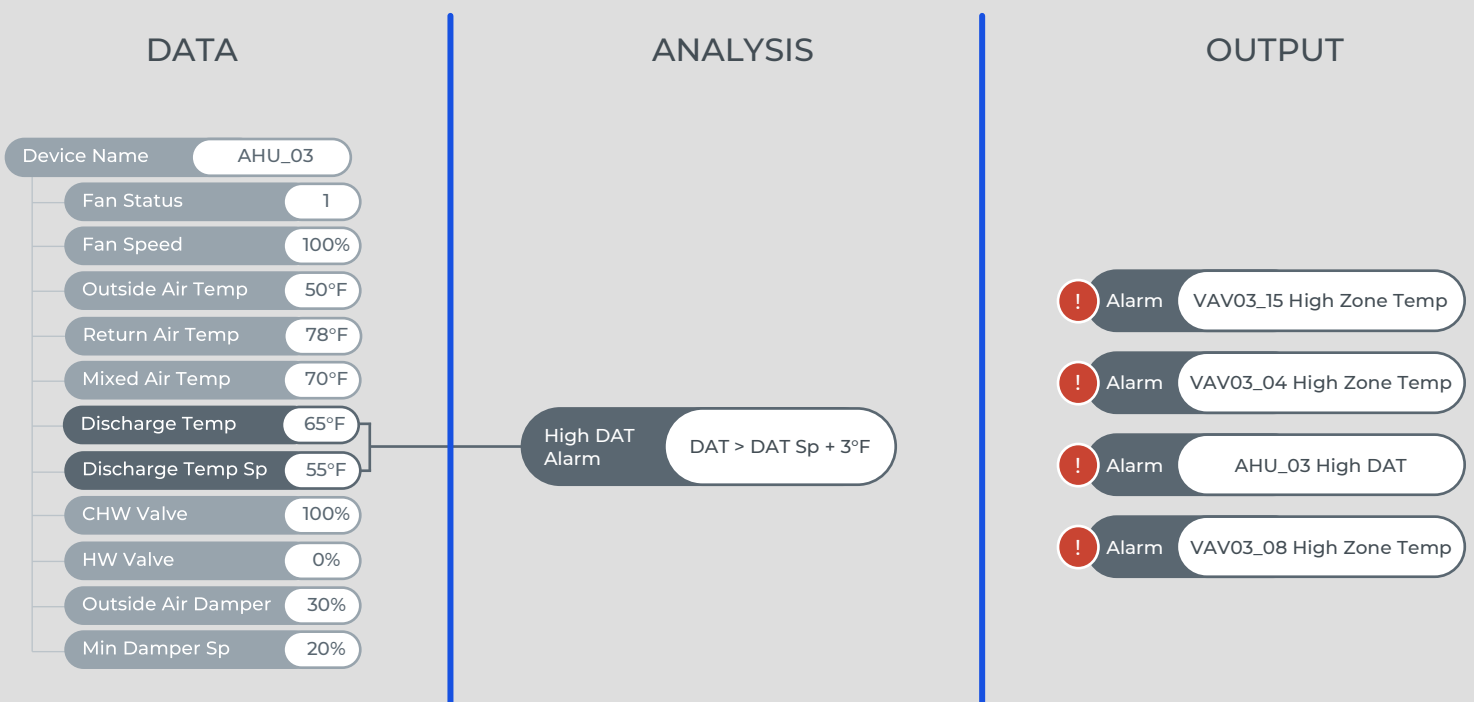 DATA
Device Name AHU_03
Fan Status 1
Fan Speed 100%
Outside Air Temp 50°F
Return Air Temp 78°F
Mixed Air Temp 70°F
Discharge Temp 65°F
Discharge Temp Sp 55°F
CHW Valve 100%
HW Valve 0%
Outside Air Damper 30%
Min Damper Sp 20%
ANALYSIS
High DAT
Alarm
DAT > DAT Sp + 3°F
OUTPUT
! Alarm VAV03_15 High Zone Temp
! Alarm VAV03_04 High Zone Temp
! Alarm AHU_03 High DAT
! Alarm VAV03_08 High Zone Temp